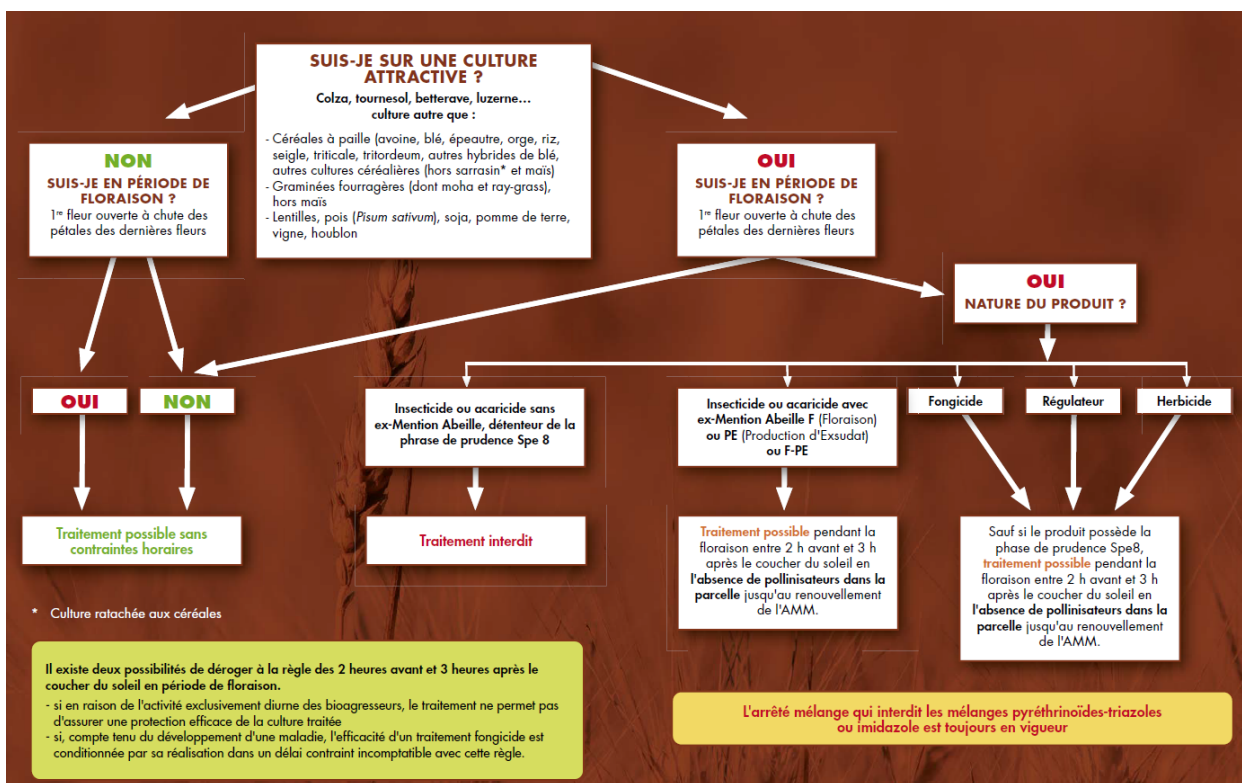 SUIS-JE SUR UNE CULTURE
ATTRACTIVE ?
Colza, tournesol, betterave, luzerne...
culture autre que :
- Céréales à paille (avoine, blé, épeautre, orge, riz,
seigle, triticale, tritordeum, autres hybrides de blé,
autres cultures céréalières (hors sarrasin* et maïs)
- Graminées fourragères (dont moha et ray-grass),
hors maïs
- Lentilles, pois (Pisum sativum), soja, pomme de terre,
vigne, houblon
NON
SUIS-JE EN PÉRIODE DE
FLORAISON ?
1re fleur ouverte à chute des
pétales des dernières fleurs
OUI
SUIS-JE EN PÉRIODE DE
FLORAISON ?
1re fleur ouverte à chute des
pétales des dernières fleurs
OUI
NATURE DU PRODUIT ?
OUI
NON
Insecticide ou acaricide sans
ex-Mention Abeille, détenteur de la
phrase de prudence Spe 8
Insecticide ou acaricide avec
ex-Mention Abeille F (Floraison)
ou PE (Production d'Exsudat)
ou F-PE
Fongicide
Régulateur
Herbicide
Traitement possible sans
contraintes horaires
Traitement interdit
Traitement possible pendant la
floraison entre 2 h avant et 3 h
après le coucher du soleil en
l'absence de pollinisateurs dans la
parcelle jusqu'au renouvellement
de l'AMM.
Sauf si le produit possède la
phase de prudence Spe8,
traitement possible pendant la
floraison entre 2 h avant et 3 h
après le coucher du soleil en
l'absence de pollinisateurs dans la
parcelle jusqu'au renouvellement
de l'AMM.
* Culture ratachée aux céréales
Il existe deux possibilités de déroger à la règle des 2 heures avant et 3 heures après le
coucher du soleil en période de floraison.
- si en raison de l'activité exclusivement diurne des bioagresseurs, le traitement ne permet pas
d'assurer une protection efficace de la culture traitée
- si, compte tenu du développement d'une maladie, l'efficacité d'un traitement fongicide est
conditionnée par sa réalisation dans un délai contraint incomptatible avec cette règle.
L'arrêté mélange qui interdit les mélanges pyréthrinoïdes-triazoles
ou imidazole est toujours en vigueur